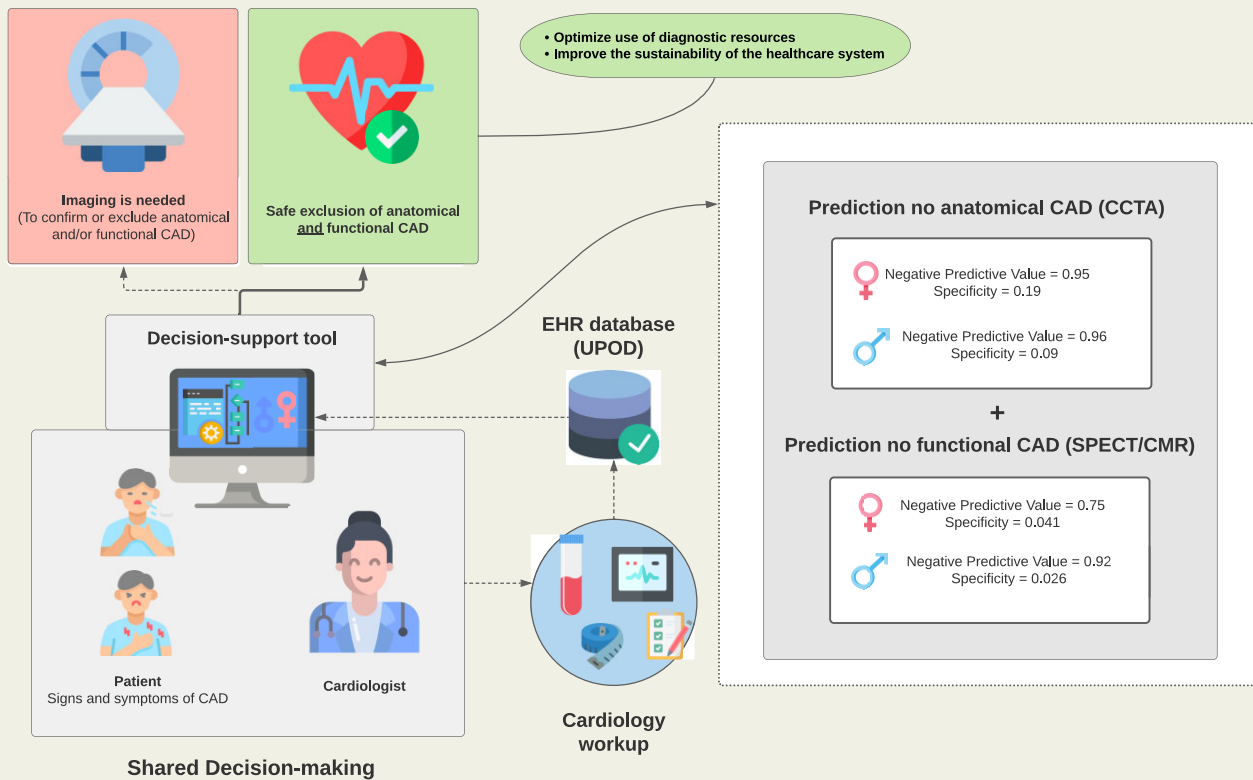 • Optimize use of diagnostic resources
• Improve the sustainability of the healthcare system
Imaging is needed
(To confirm or exclude anatomical
and/or functional CAD)
Safe exclusion of anatomical
and functional CAD
Decision-support tool
Patient
Signs and symptoms of CAD
Cardiologist
Shared Decision-making
EHR database
(UPOD)
Cardiology
workup
Prediction no anatomical CAD (CCTA)
Negative Predictive Value = 0.95
Specificity = 0.19
Negative Predictive Value = 0.96
Specificity = 0.09
+
Prediction no functional CAD (SPECT/CMR)
Negative Predictive Value = 0.75
Specificity = 0.041
Negative Predictive Value = 0.92
Specificity = 0.026